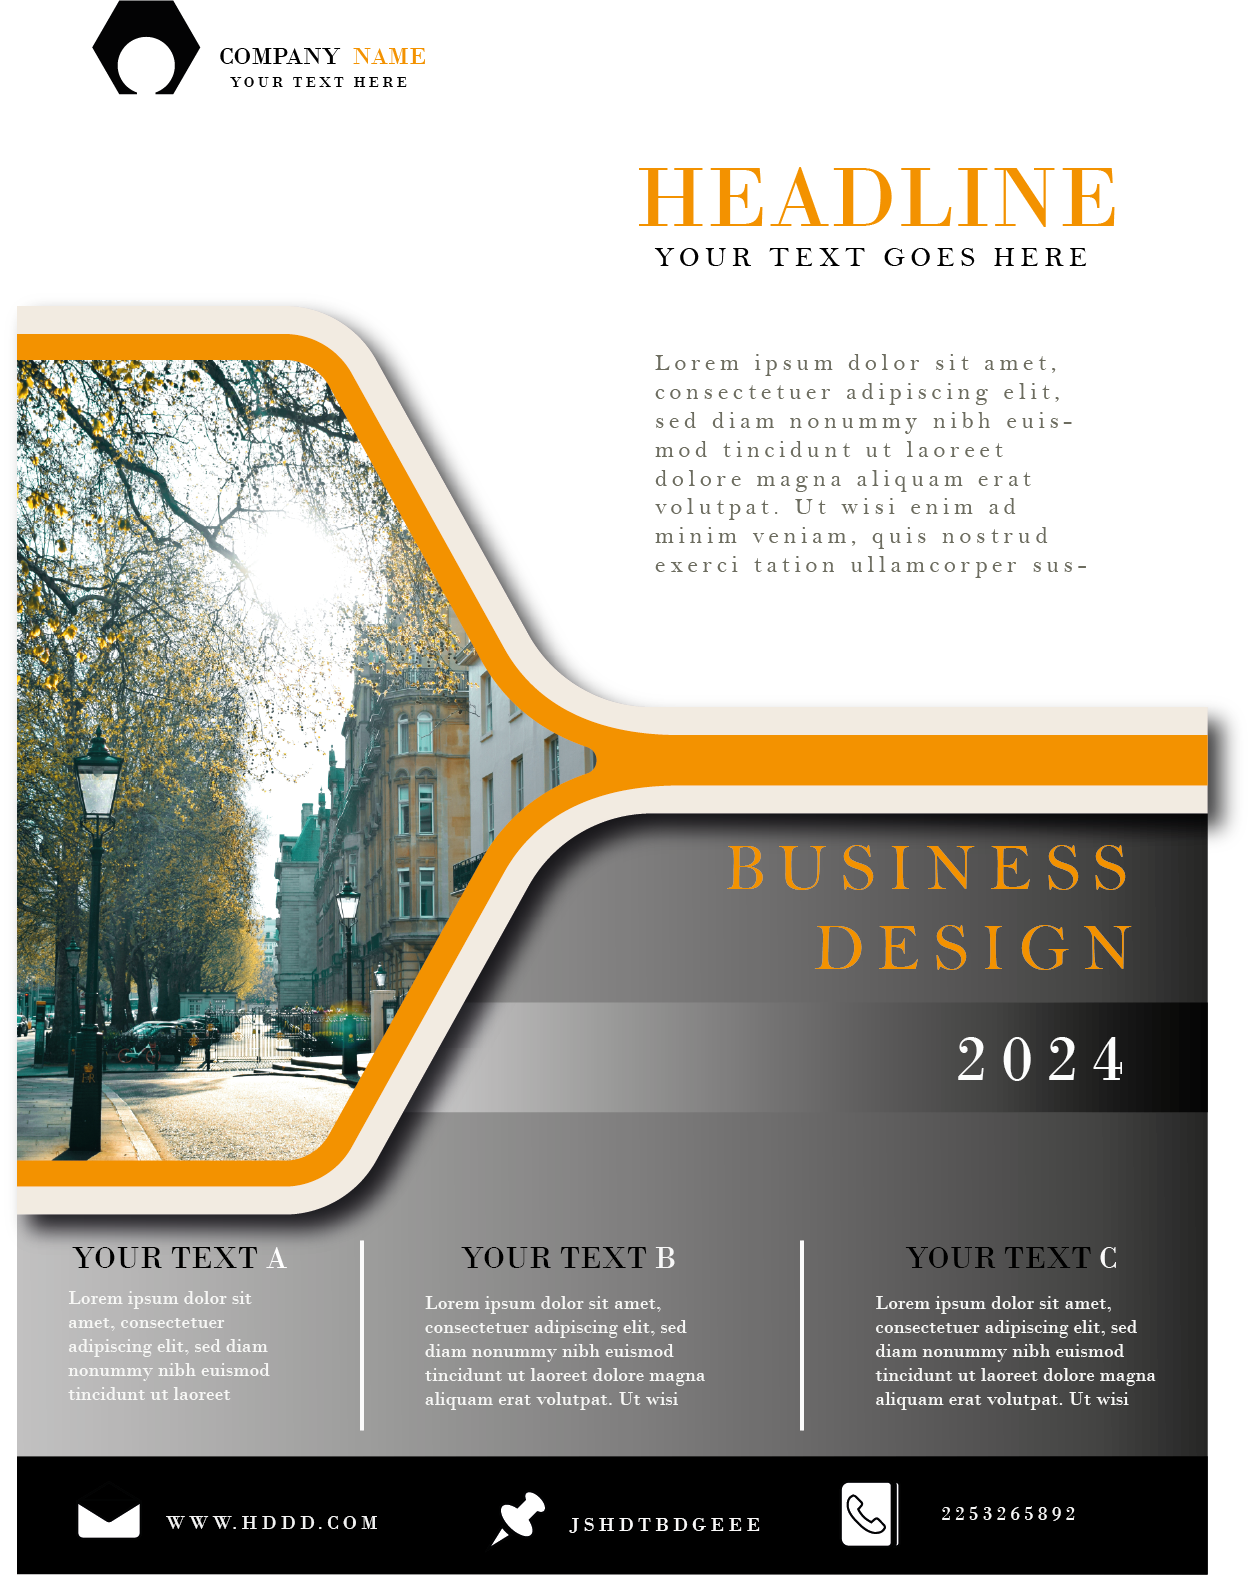 COMPANY NAME
YOUR TEXT HERE
HEADLINE
YOUR TEXT GOES HERE
Lorem ipsum dolor sit amet,
consectetuer adipiscing elit,
sed diam nonummy nibh euis-
mod tincidunt ut laoreet
dolore magna aliquam erat
volutpat. Ut wisi enim ad
minim veniam, quis nostrud
exerci tation ullamcorper sus-
BUSINESS
DESIGN
2024
YOUR TEXT A
Lorem ipsum dolor sit
amet, consectetuer
adipiscing elit, sed diam
nonummy nibh euismod
tincidunt ut laoreet
YOUR TEXT B
Lorem ipsum dolor sit amet,
consectetuer adipiscing elit, sed
diam nonummy nibh euismod
tincidunt ut laoreet dolore magna
aliquam erat volutpat. Ut wisi
YOUR TEXT C
Lorem ipsum dolor sit amet,
consectetuer adipiscing elit, sed
diam nonummy nibh euismod
tincidunt ut laoreet dolore magna
aliquam erat volutpat. Ut wisi
WWW.HDDD.COM
JSHDTBDGEEE
2253265892